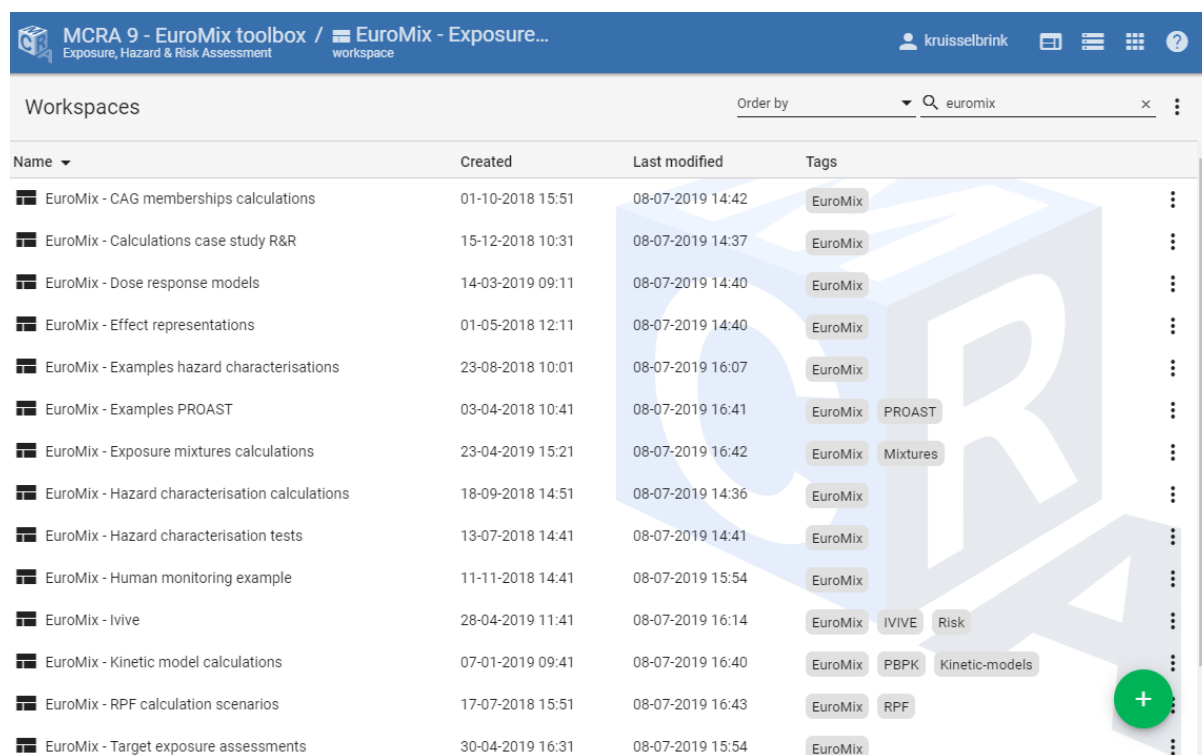 MCRA 9 - EuroMix toolbox / EuroMix - Exposure...
Exposure, Hazard & Risk Assessment workspace
kruisselbrink
Workspaces
Order by
euromix
Name Created Last modified Tags
EuroMix - CAG memberships calculations 01-10-2018 15:51 08-07-2019 14:42 EuroMix
EuroMix - Calculations case study R&R 15-12-2018 10:31 08-07-2019 14:37 EuroMix
EuroMix - Dose response models 14-03-2019 09:11 08-07-2019 14:40 EuroMix
EuroMix - Effect representations 01-05-2018 12:11 08-07-2019 14:40 EuroMix
EuroMix - Examples hazard characterisations 23-08-2018 10:01 08-07-2019 16:07 EuroMix
EuroMix - Examples PROAST 03-04-2018 10:41 08-07-2019 16:41 EuroMix PROAST
EuroMix - Exposure mixtures calculations 23-04-2019 15:21 08-07-2019 16:42 EuroMix Mixtures
EuroMix - Hazard characterisation calculations 18-09-2018 14:51 08-07-2019 14:36 EuroMix
EuroMix - Hazard characterisation tests 13-07-2018 14:41 08-07-2019 14:41 EuroMix
EuroMix - Human monitoring example 11-11-2018 14:41 08-07-2019 15:54 EuroMix
EuroMix - Ivive 28-04-2019 11:41 08-07-2019 16:14 EuroMix IVIVE Risk
EuroMix - Kinetic model calculations 07-01-2019 09:41 08-07-2019 16:40 EuroMix PBPK Kinetic-models
EuroMix - RPF calculation scenarios 17-07-2018 15:51 08-07-2019 16:43 EuroMix RPF
EuroMix - Target exposure assessments 30-04-2019 16:31 08-07-2019 15:54 EuroMix
MCRA